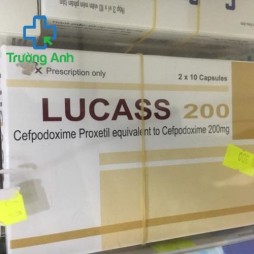 Trường Anh
Prescription only
2 x 10 Capsules
LUCASS 200
Cefpodoxime Proxetil equivalent to Cefpodoxime 200mg